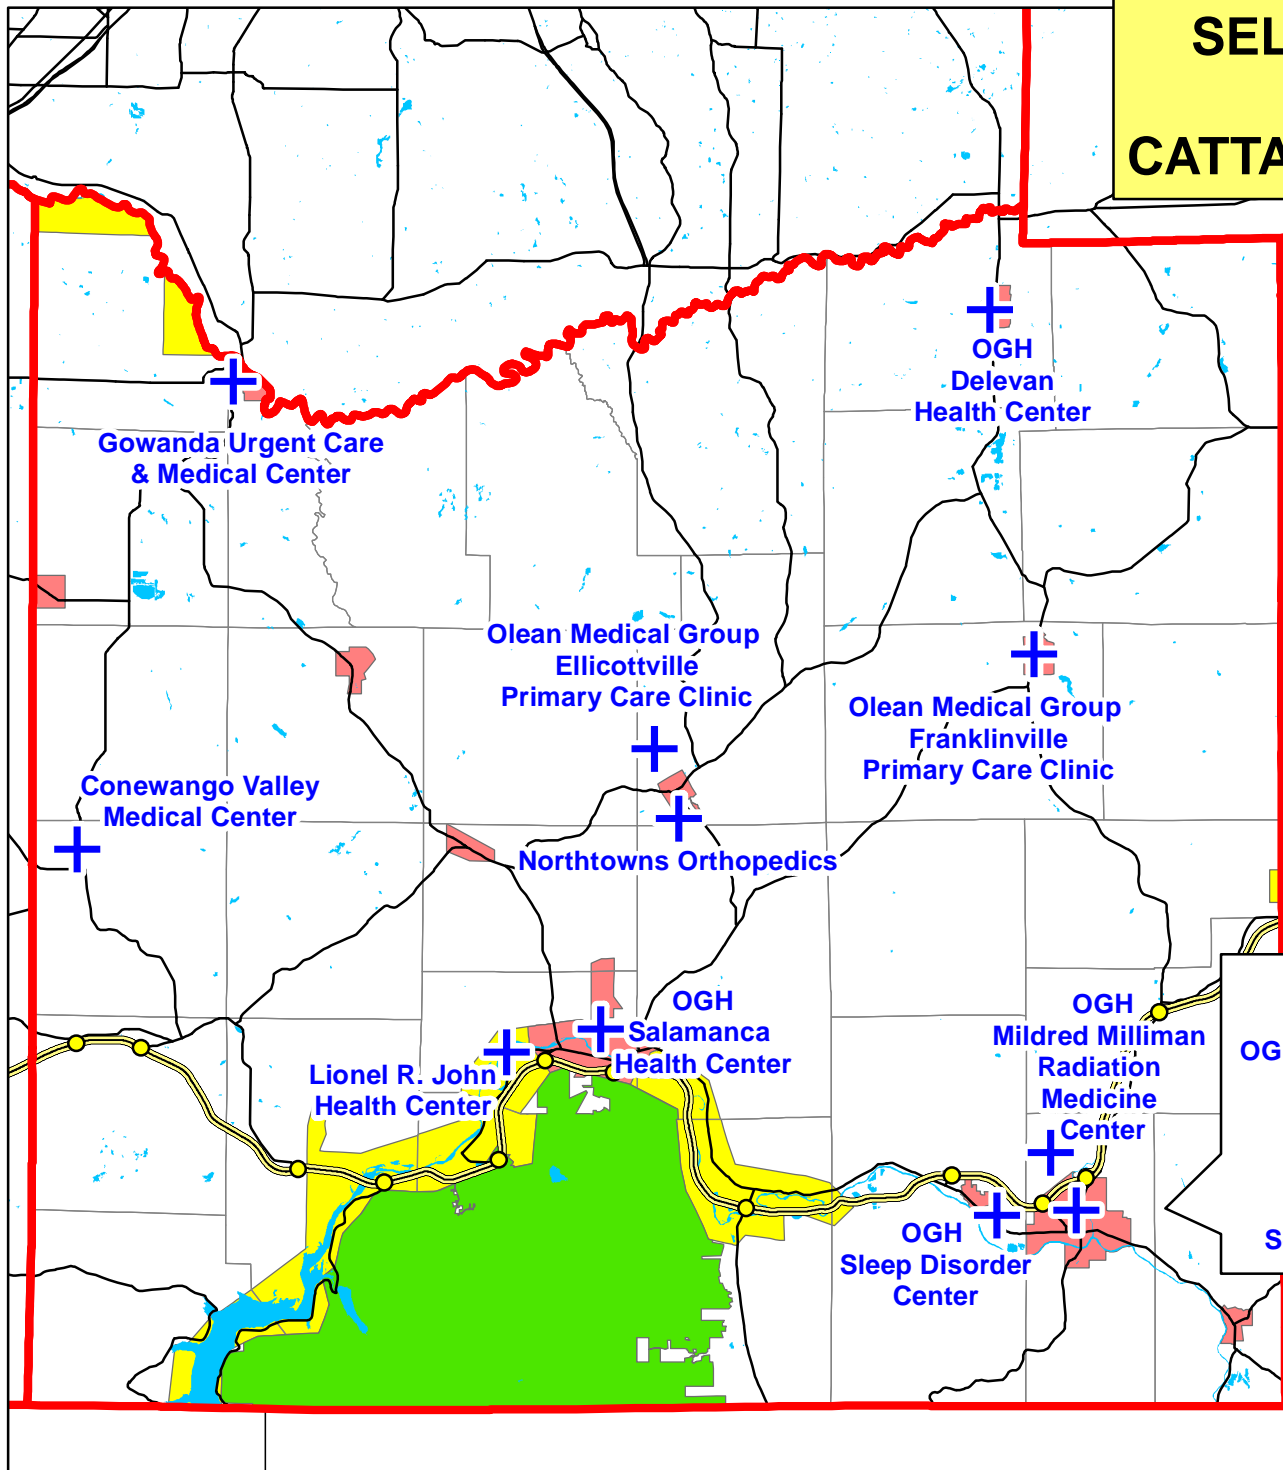 SEL
CATTA
OGH
Delevan
Health Center
Gowanda Urgent Care
& Medical Center
Olean Medical Group
Ellicottville
Primary Care Clinic
Olean Medical Group
Franklinville
Primary Care Clinic
Conewango Valley
Medical Center
Northtowns Orthopedics
OGH
Salamanca
Health Center
OGH
Mildred Milliman
Radiation
Medicine
Center
OG
Lionel R. John
Health Center
OGH
Sleep Disorder
Center
S